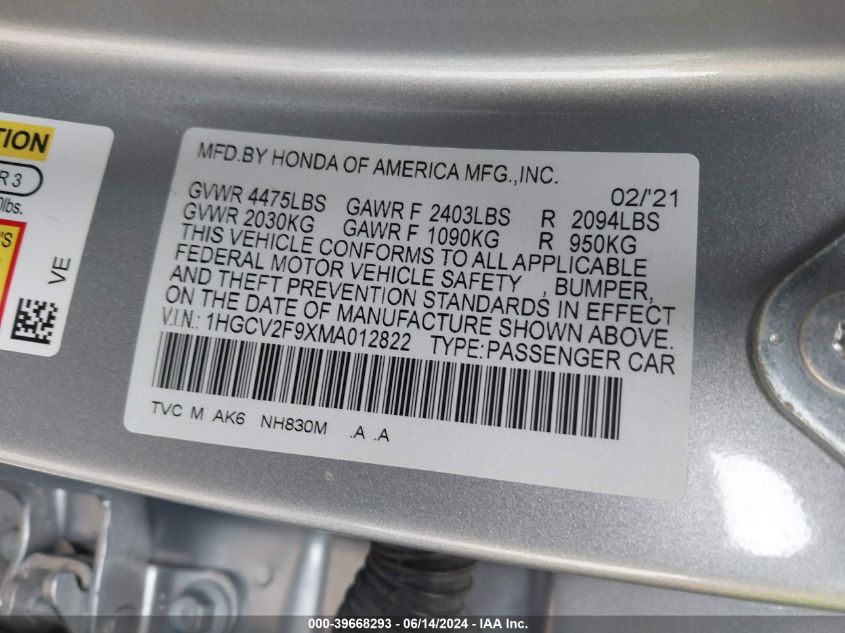 TION
R 3
0lbs.
'S
VE
MFD.BY HONDA OF AMERICA MFG.,INC.
02/'21
GVWR 4475LBS GAWR F 2403LBS R 2094LBS
GVWR 2030KG GAWR F 1090KG R 950KG
THIS VEHICLE CONFORMS TO ALL APPLICABLE
FEDERAL MOTOR VEHICLE SAFETY , BUMPER,
AND THEFT PREVENTION STANDARDS IN EFFECT
ON THE DATE OF MANUFACTURE SHOWN ABOVE.
V.I.N.: 1HGCV2F9XMA012822 TYPE:PASSENGER CAR
TVC M AK6 NH830M .A .A
000-39668293 - 06/14/2024 - IAA Inc.